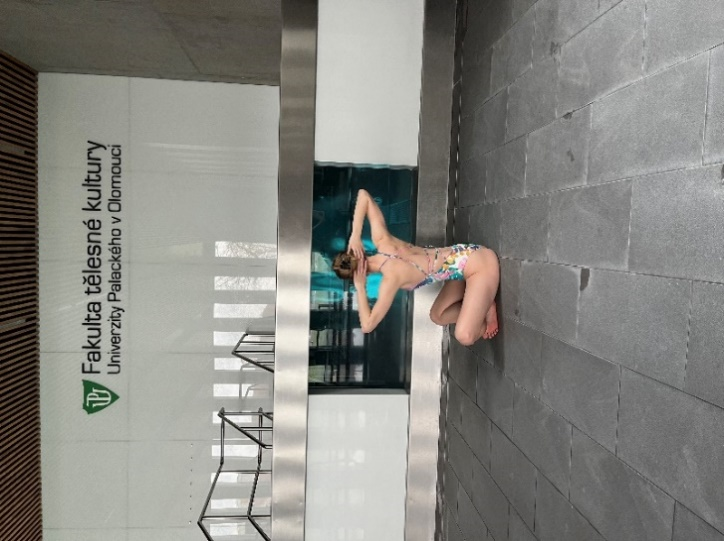 Fakulta tělesné kultury
Univerzity Palackého v Olomouci